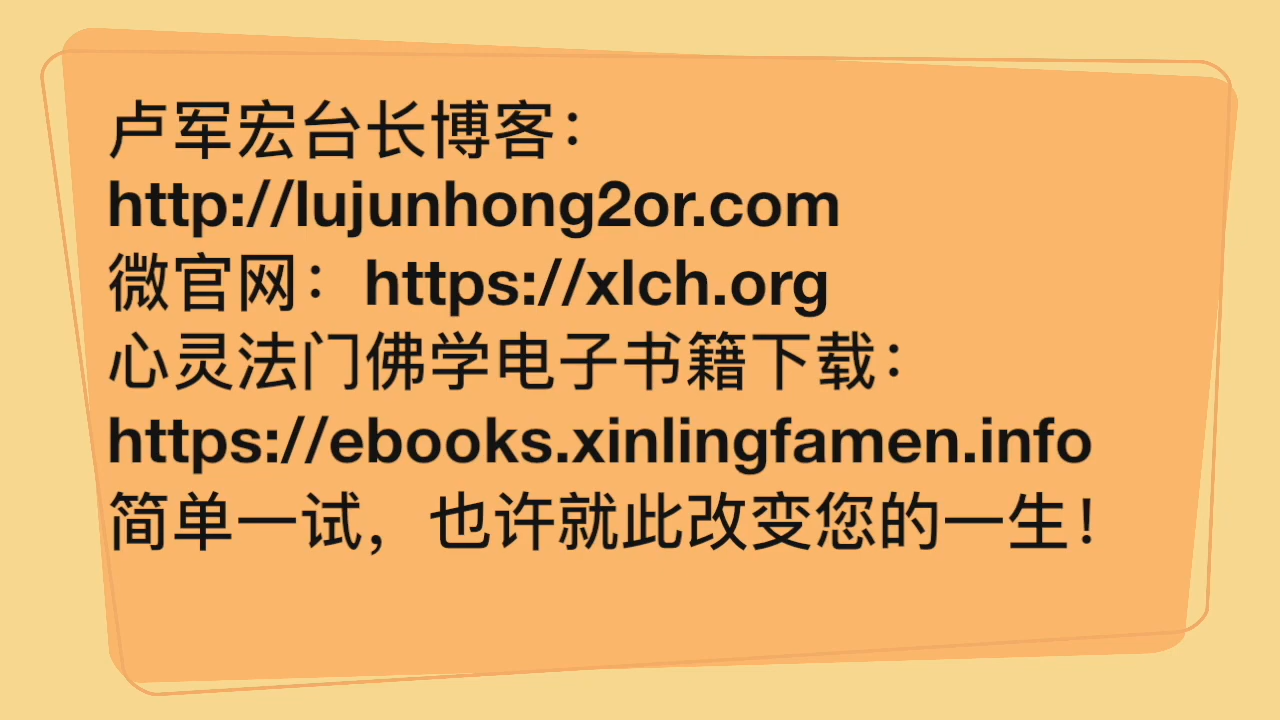 卢军宏台长博客：
http://lujunhong2or.com
微官网：https://xlch.org
心灵法门佛学电子书籍下载：
https://ebooks.xinlingfamen.info
简单一试，也许就此改变您的一生！